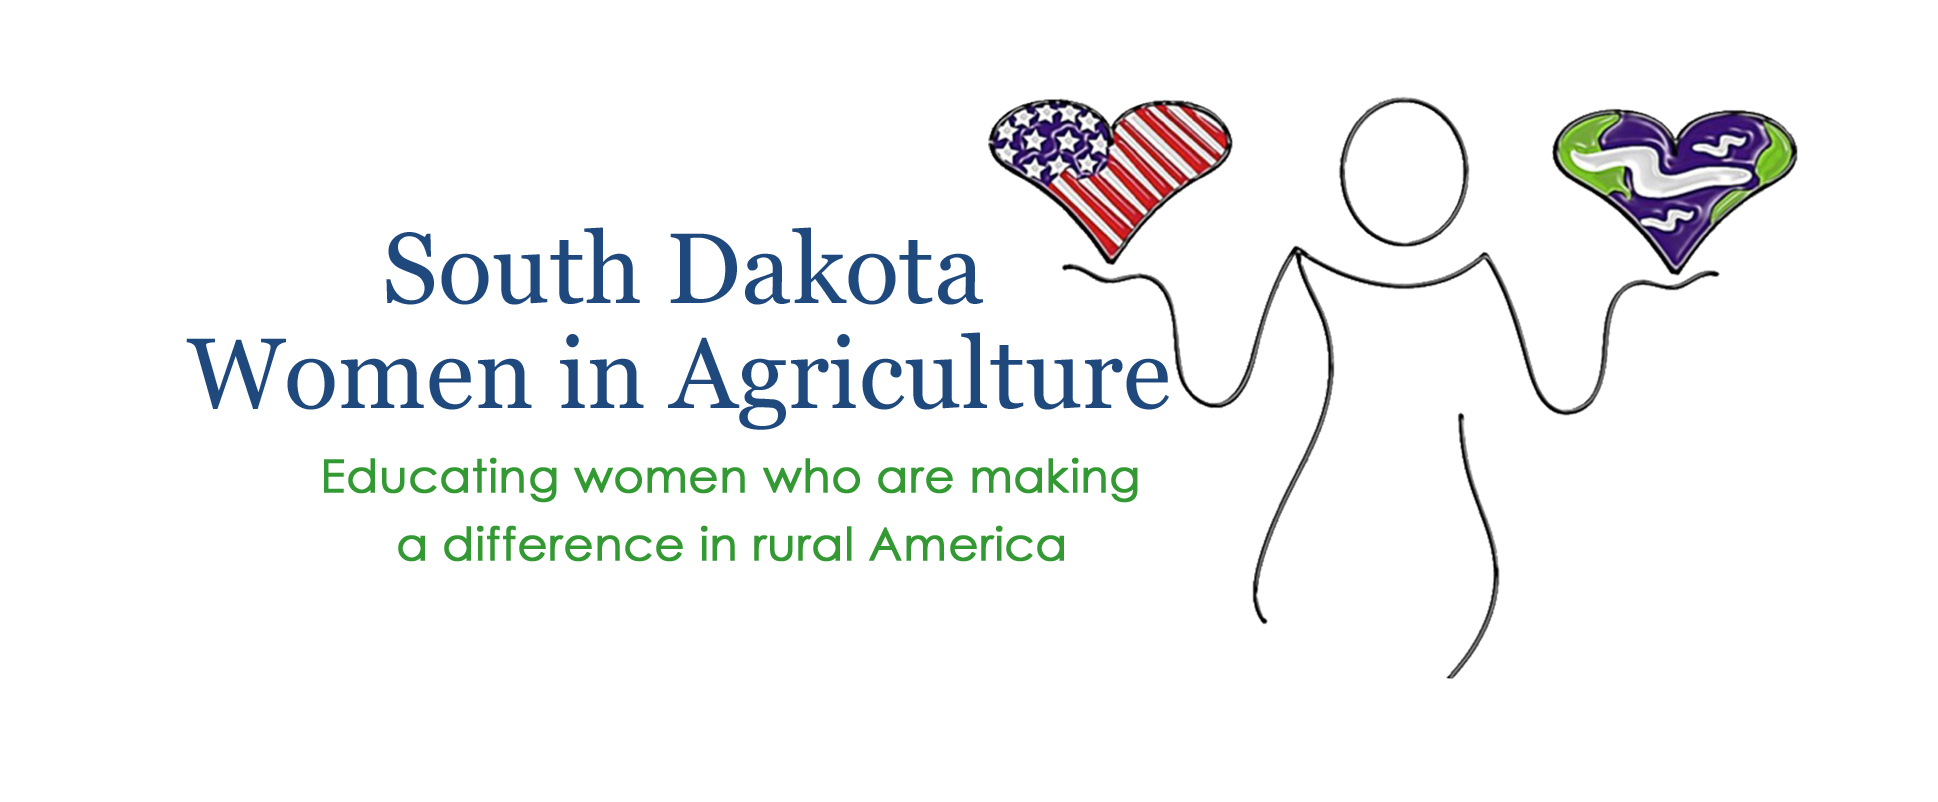 South Dakota
Women in Agriculture
Educating women who are making
a difference in rural America